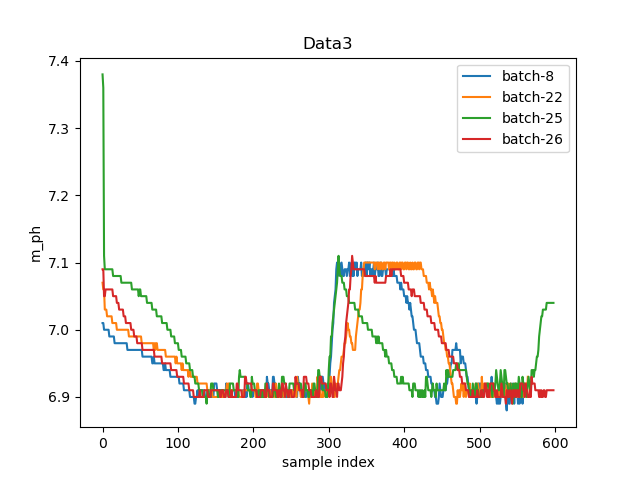 Data3
7.4
7.3
7.2
7.1
7.0
6.9
m_ph
0
100
200
300
400
500
600
sample index
batch-8
batch-22
batch-25
batch-26